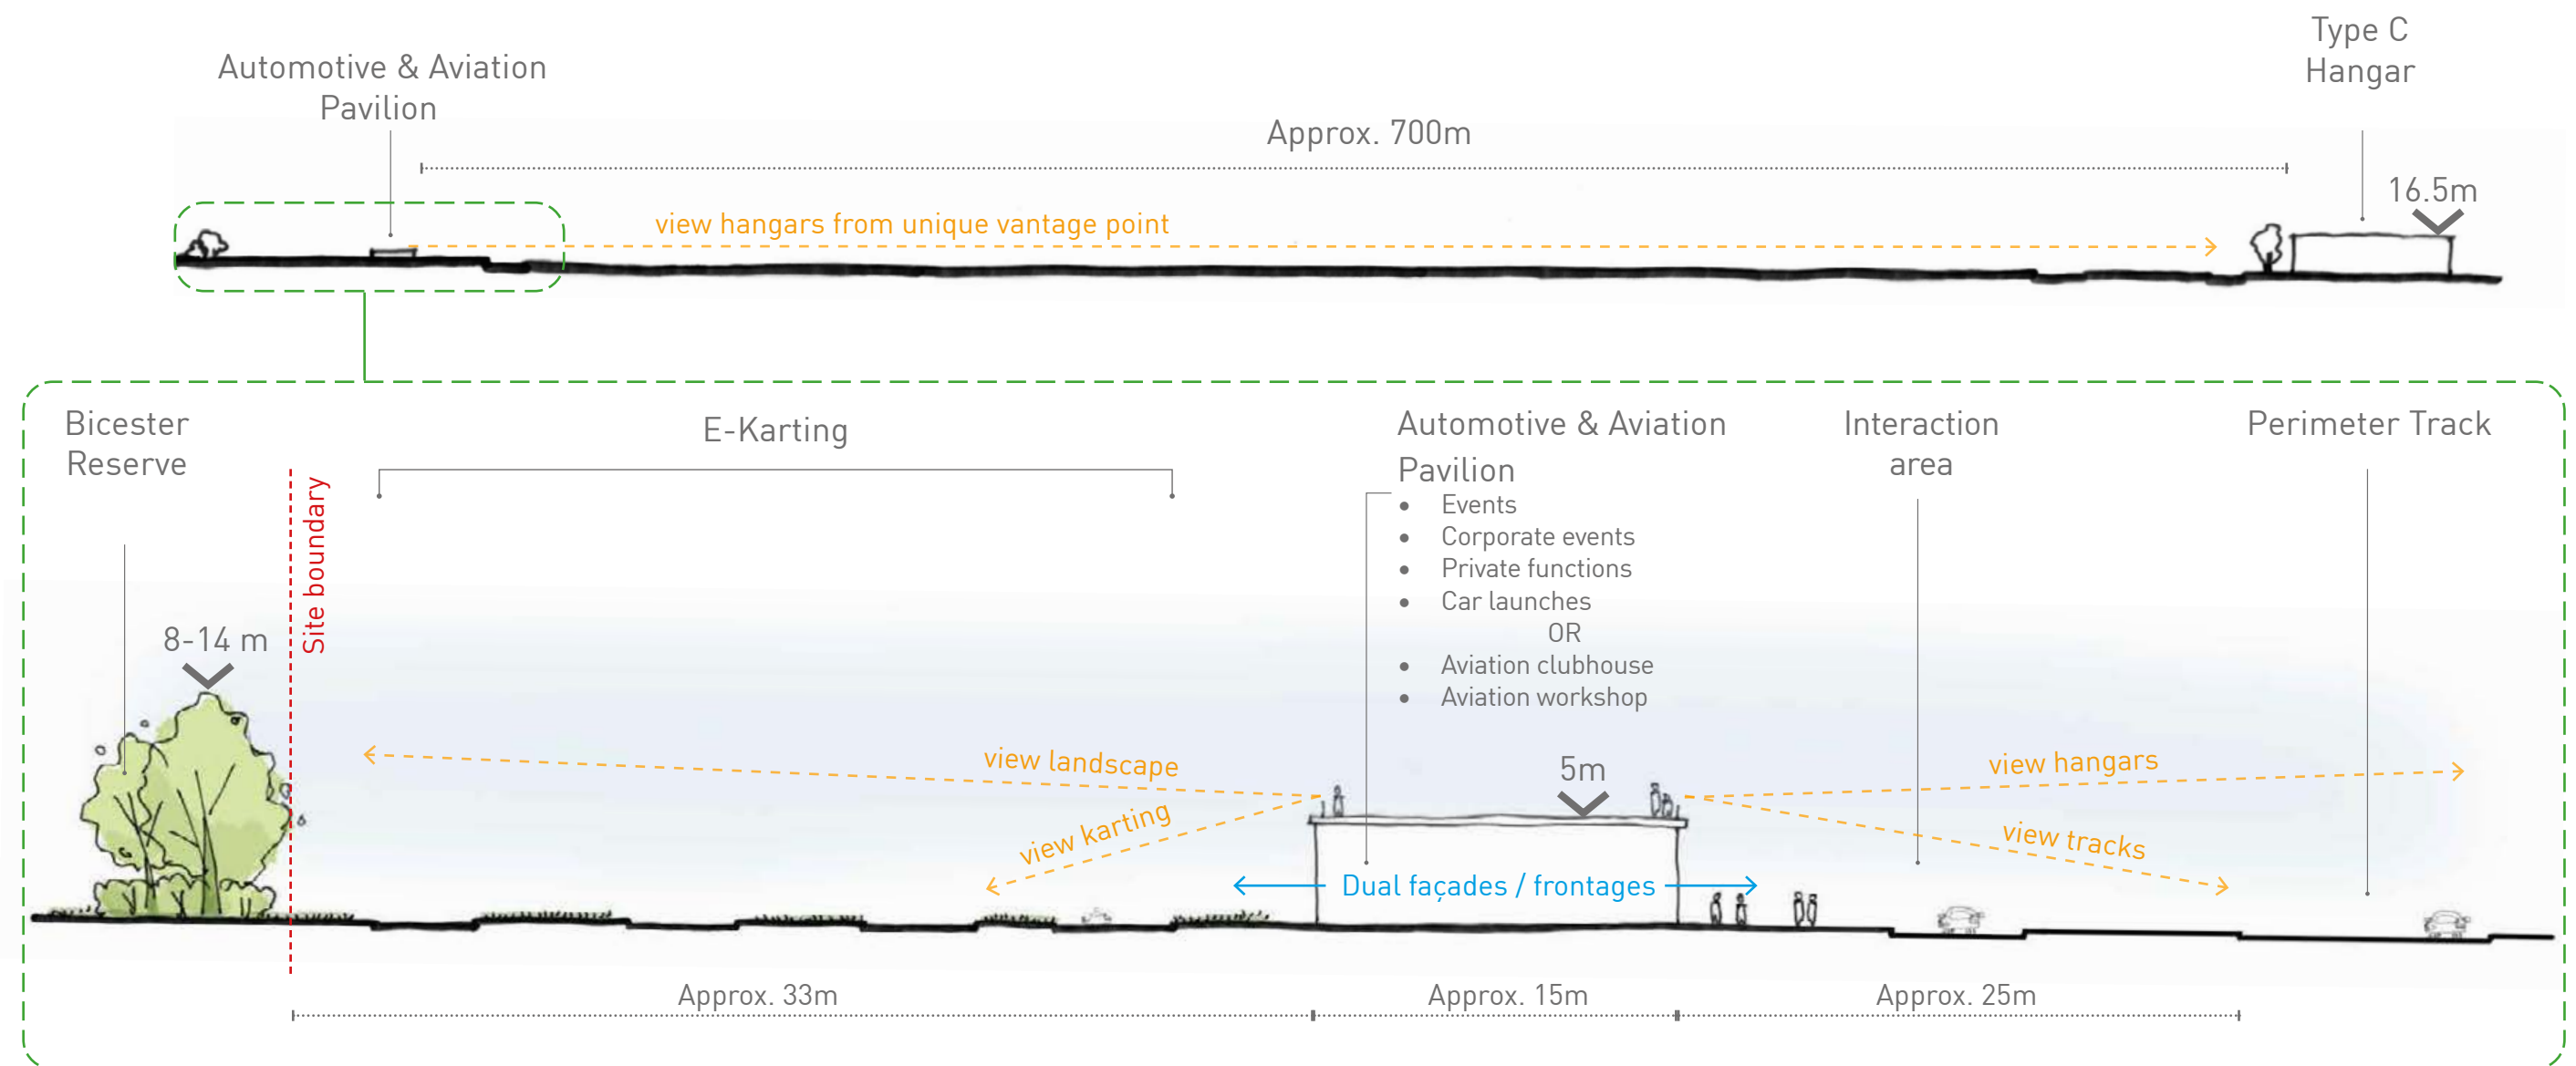 Type C
Hangar
Automotive & Aviation
Pavilion
Approx. 700m
16.5m
view hangars from unique vantage point
Bicester
Reserve
E-Karting
Automotive & Aviation
Pavilion
• Events
• Corporate events
• Private functions
• Car launches
OR
• Aviation clubhouse
• Aviation workshop
Interaction
area
Perimeter Track
Site boundary
8-14 m
view landscape
view karting
5m
view hangars
view tracks
Dual façades / frontages
Approx. 33m
Approx. 15m
Approx. 25m